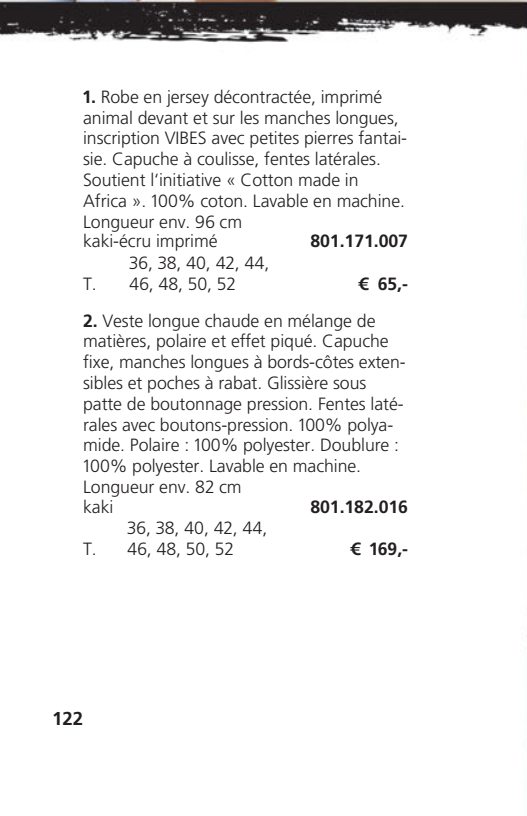 1. Robe en jersey décontractée, imprimé
animal devant et sur les manches longues,
inscription VIBES avec petites pierres fantai-
sie. Capuche à coulisse, fentes latérales.
Soutient l'initiative « Cotton made in
Africa ». 100% coton. Lavable en machine.
Longueur env. 96 cm
kaki-écru imprimé 801.171.007
36, 38, 40, 42, 44,
T. 46, 48, 50, 52 € 65,-
2. Veste longue chaude en mélange de
matières, polaire et effet piqué. Capuche
fixe, manches longues à bords-côtes exten-
sibles et poches à rabat. Glissière sous
patte de boutonnage pression. Fentes laté-
rales avec boutons-pression. 100% polya-
mide. Polaire : 100% polyester. Doublure :
100% polyester. Lavable en machine.
Longueur env. 82 cm
kaki 801.182.016
36, 38, 40, 42, 44,
T. 46, 48, 50, 52 € 169,-
122